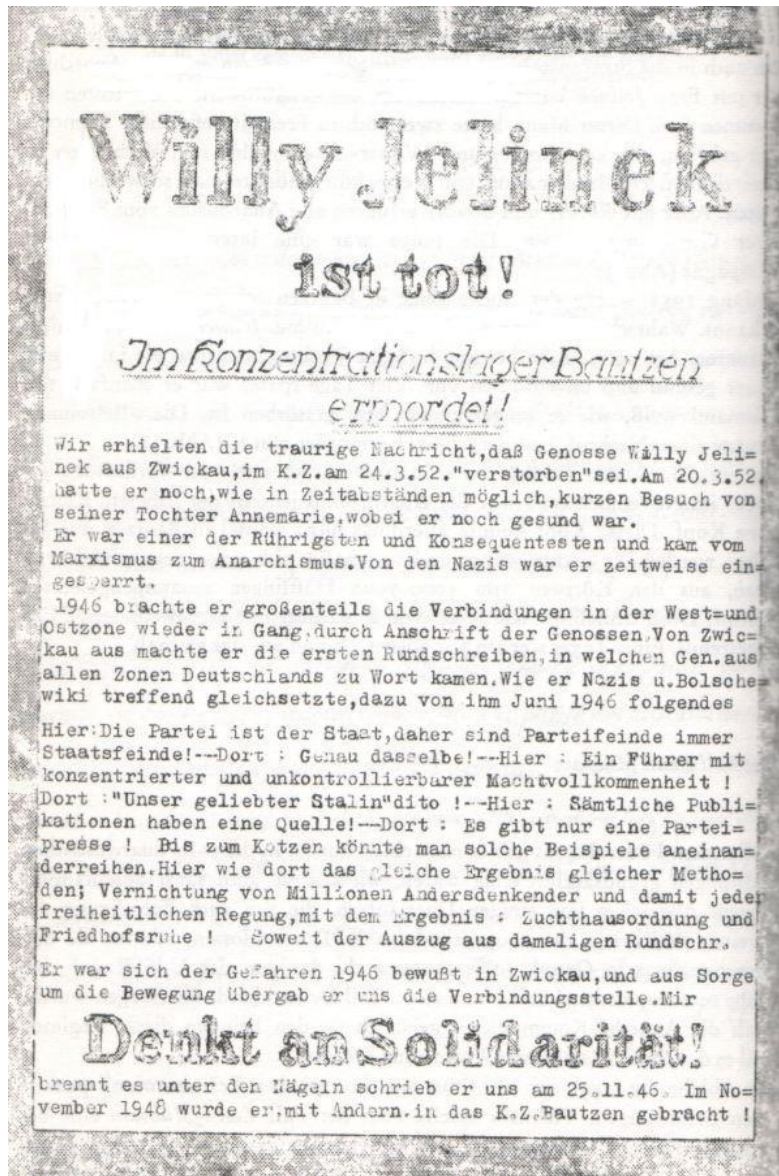 Willy Jelinek
ist tot!
Im Konzentrationslager Bautzen
ermordet!
Wir erhielten die traurige Nachricht,daß Genosse Willy Jeli=
nek aus Zwickau,im K.Z.am 24.3.52."verstorben"sei.Am 20.3.52.
hatte er noch,wie in Zeitabständen möglich,kurzen Besuch von
seiner Tochter Annemarie,wobei er noch gesund war.
Er war einer der Rührigsten und Konsequentesten und kam vom
Marxismus zum Anarchismus.Von den Nazis war er zeitweise ein=
gesperrt.
1946 brachte er großenteils die Verbindungen in der West=und
Ostzone wieder in Gang,durch Anschrift der Genossen.Von Zwic=
kau aus machte er die ersten Rundschreiben,in welchen Gen.aus
allen Zonen Deutschlands zu Wort kamen.Wie er Nazis u.Bolsche=
wiki treffend gleichsetzte,dazu von ihm Juni 1946 folgendes
Hier:Die Partei ist der Staat,daher sind Parteifeinde immer
Staatsfeinde!--Dort : Genau dasselbe!--Hier : Ein Führer mit
konzentrierter und unkontrollierbarer Machtvollkommenheit !
Dort :"Unser geliebter Stalin"dito !--Hier : Sämtliche Publi=
kationen haben eine Quelle!--Dort : Es gibt nur eine Partei=
presse ! Bis zum Kotzen könnte man solche Beispiele aneinan=
derreihen.Hier wie dort das gleiche Ergebnis gleicher Metho=
den; Vernichtung von Millionen Andersdenkender und damit jeder
freiheitlichen Regung,mit dem Ergebnis : Zuchthausordnung und
Friedhofsruhe ! Soweit der Auszug aus damaligen Rundschr.
Er war sich der Gefahren 1946 bewußt in Zwickau,und aus Sorge
um die Bewegung übergab er uns die Verbindungsstelle.Mir
Denkt an Solidarität!
brennt es unter den Nägeln schrieb er uns am 25.11.46. Im No=
vember 1948 wurde er,mit Andern,in das K.Z.Bautzen gebracht !